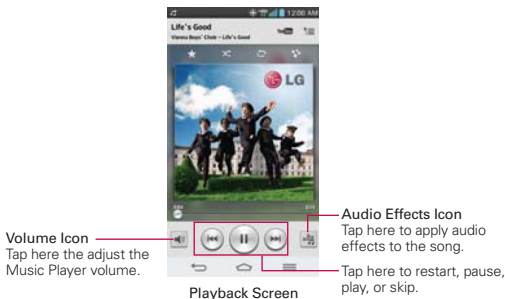 12:00 AM
Life's Good
Vienna Boys' Choir – Life's Good
LG
Volume Icon
Tap here the adjust the
Music Player volume.
Audio Effects Icon
Tap here to apply audio
effects to the song.
Tap here to restart, pause,
play, or skip.
Playback Screen